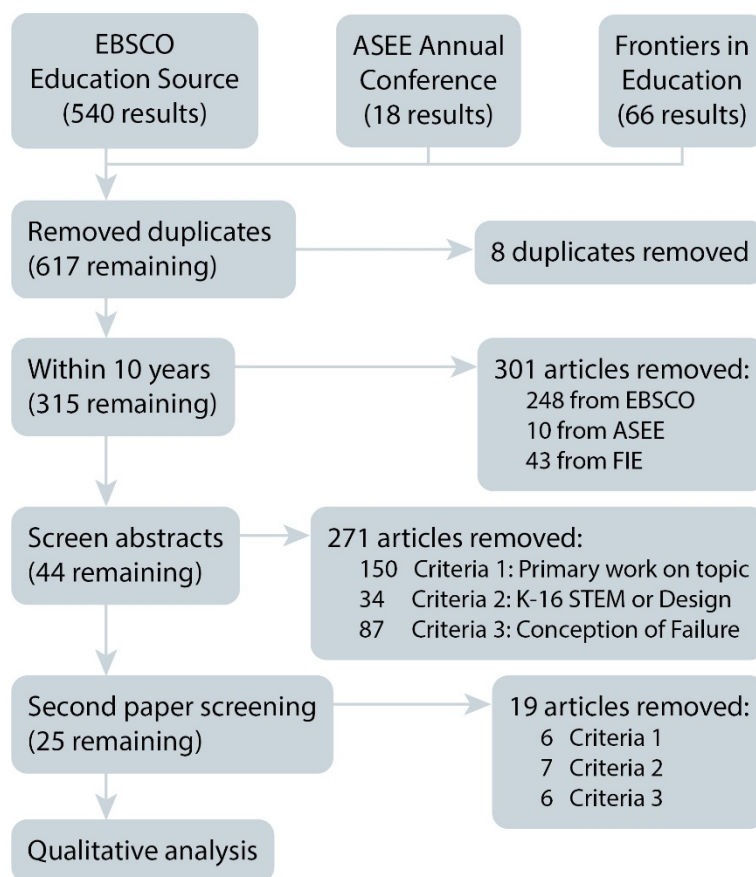 EBSCO
Education Source
(540 results)
ASEE Annual
Conference
(18 results)
Frontiers in
Education
(66 results)
Removed duplicates
(617 remaining)
8 duplicates removed
Within 10 years
(315 remaining)
301 articles removed:
248 from EBSCO
10 from ASEE
43 from FIE
Screen abstracts
(44 remaining)
271 articles removed:
150 Criteria 1: Primary work on topic
34 Criteria 2: K-16 STEM or Design
87 Criteria 3: Conception of Failure
Second paper screening
(25 remaining)
19 articles removed:
6 Criteria 1
7 Criteria 2
6 Criteria 3
Qualitative analysis